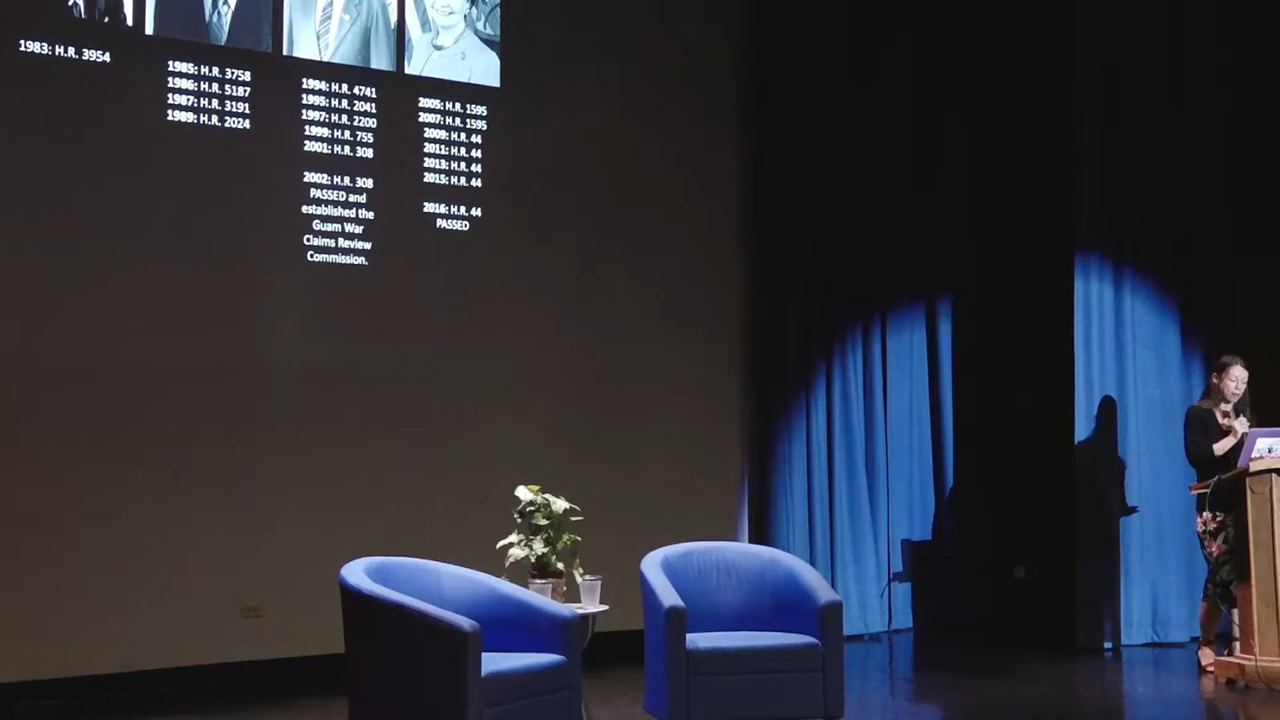 1983: H.R. 3954
1985: H.R. 3758
1986: H.R. 5187
1987: H.R. 3191
1989: H.R. 2024
1994: H.R. 4741
1995: H.R. 2041
1997: H.R. 2200
1999: H.R. 755
2001: H.R. 308
2002: H.R. 308
PASSED and
established the
Guam War
Claims Review
Commission.
2005: H.R. 1595
2007: H.R. 1595
2009: H.R. 44
2011: H.R. 44
2013: H.R. 44
2015: H.R. 44
2016: H.R. 44
PASSED